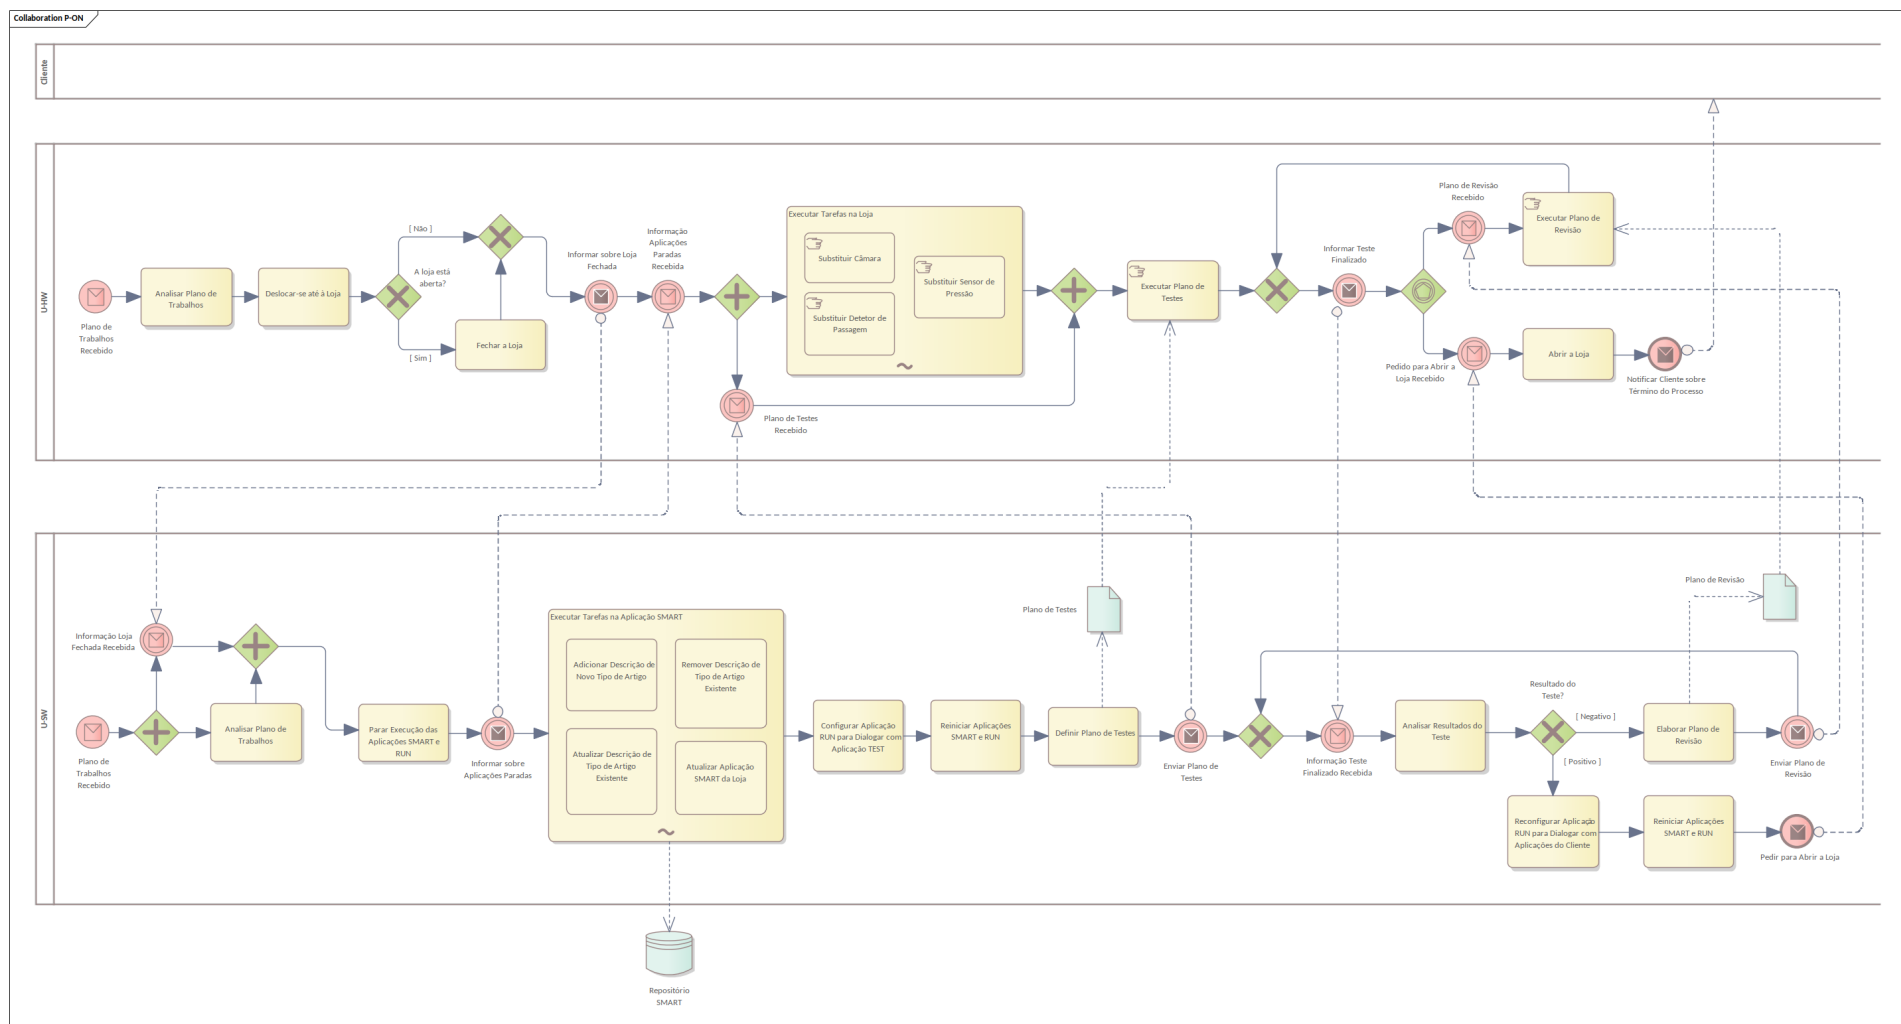 Collaboration P-ON
Cliente
U-HW
Plano de
Trabalhos
Recebido
Analisar Plano de
Trabalhos
Deslocar-se até à Loja
A loja está
aberta?
[ Não ]
[ Sim ]
Fechar a Loja
Informar sobre Loja
Fechada
Informação
Aplicações
Paradas
Recebida
Executar Tarefas na Loja
Substituir Câmara
Substituir Detetor de
Passagem
Substituir Sensor de
Pressão
Plano de Testes
Recebido
Executar Plano de
Testes
Informar Teste
Finalizado
Plano de Revisão
Recebido
Executar Plano de
Revisão
Pedido para Abrir a
Loja Recebido
Abrir a Loja
Notificar Cliente sobre
Término do Processo
U-SW
Informação Loja
Fechada Recebida
Plano de
Trabalhos
Recebido
Analisar Plano de
Trabalhos
Parar Execução das
Aplicações SMART e
RUN
Informar sobre
Aplicações Paradas
Executar Tarefas na Aplicação SMART
Adicionar Descrição de
Novo Tipo de Artigo
Remover Descrição de
Tipo de Artigo
Existente
Atualizar Descrição de
Tipo de Artigo
Existente
Atualizar Aplicação
SMART da Loja
Configurar Aplicação
RUN para Dialogar com
Aplicação TEST
Reiniciar Aplicações
SMART e RUN
Definir Plano de Testes
Plano de Testes
Enviar Plano de
Testes
Informação Teste
Finalizado Recebida
Analisar Resultados do
Teste
Resultado do
Teste?
[ Negativo ]
[ Positivo ]
Elaborar Plano de
Revisão
Plano de Revisão
Enviar Plano de
Revisão
Reconfigurar Aplicação
RUN para Dialogar com
Aplicações do Cliente
Reiniciar Aplicações
SMART e RUN
Pedir para Abrir a Loja
Repositório
SMART